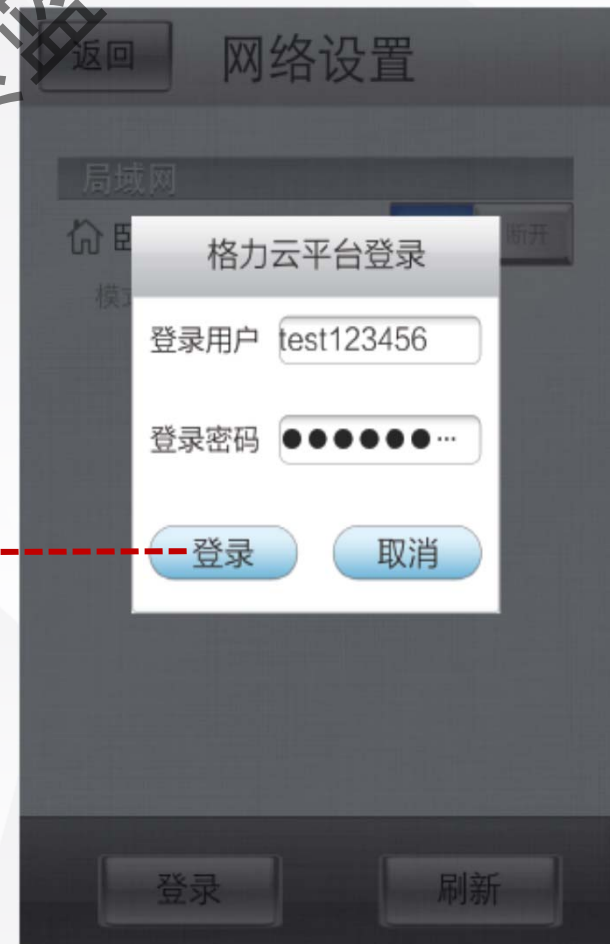 返回 网络设置
局域网
断开
格力云平台登录
登录用户 test123456
登录密码 ●●●●●●…
登录 取消
登录 刷新